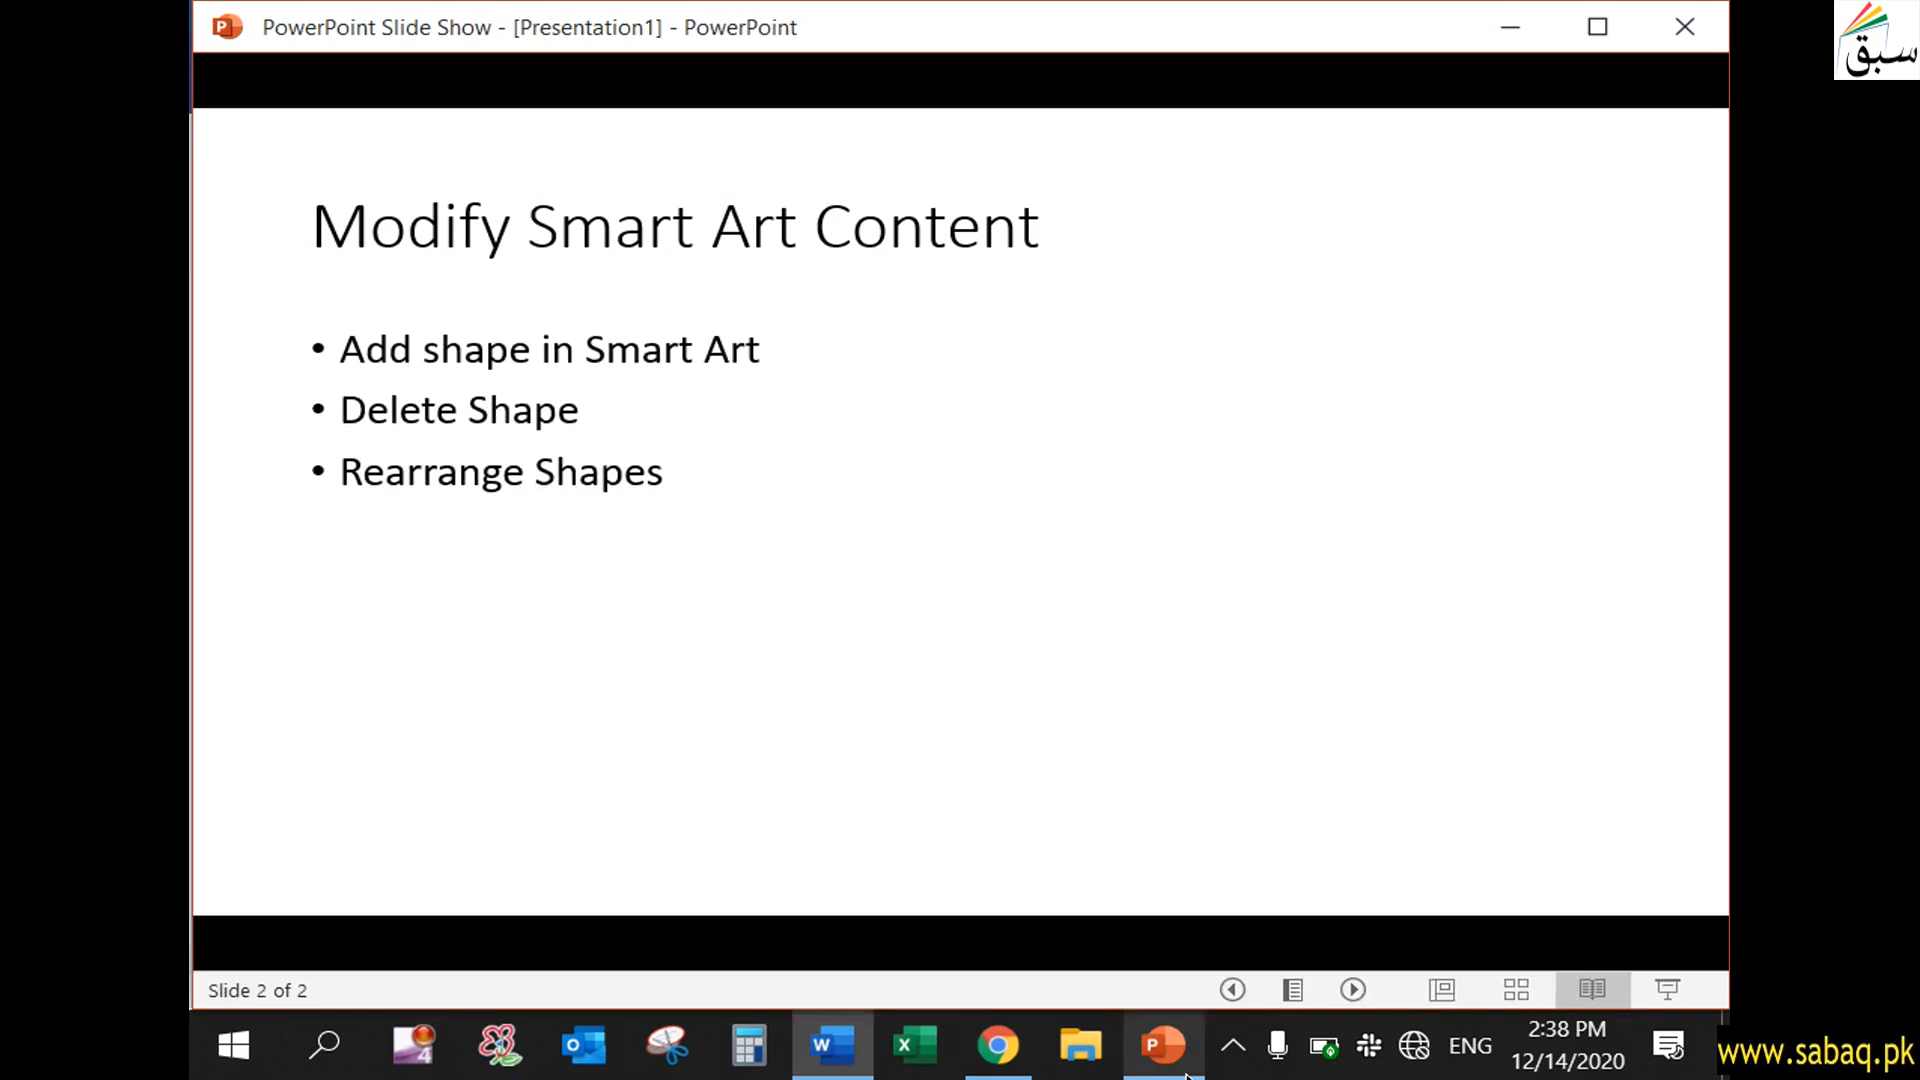 PowerPoint Slide Show - [Presentation1] - PowerPoint
سبق
Modify Smart Art Content
• Add shape in Smart Art
• Delete Shape
• Rearrange Shapes
Slide 2 of 2
4
ENG
2:38 PM
12/14/2020
www.sabaq.pk